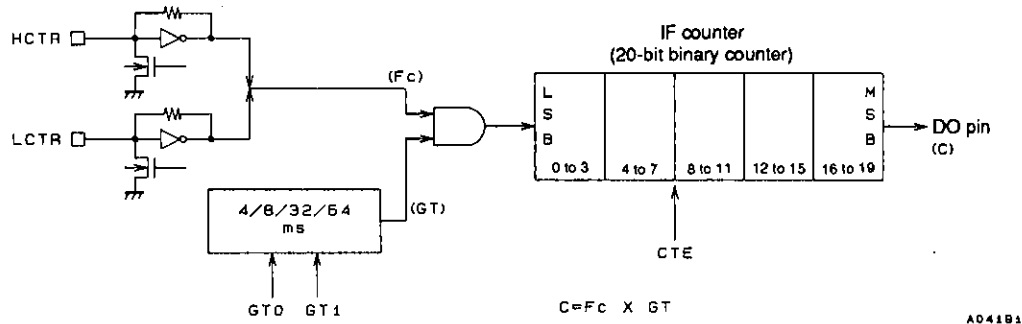 HCTR
LCTR
(Fc)
(GT)
4/8/32/64
ms
GT0 GT1
IF counter
(20-bit binary counter)
L
S
B
M
S
B
0 to 3 4 to 7 8 to 11 12 to 15 16 to 19
DO pin
(C)
CTE
C=Fc X GT
A04191